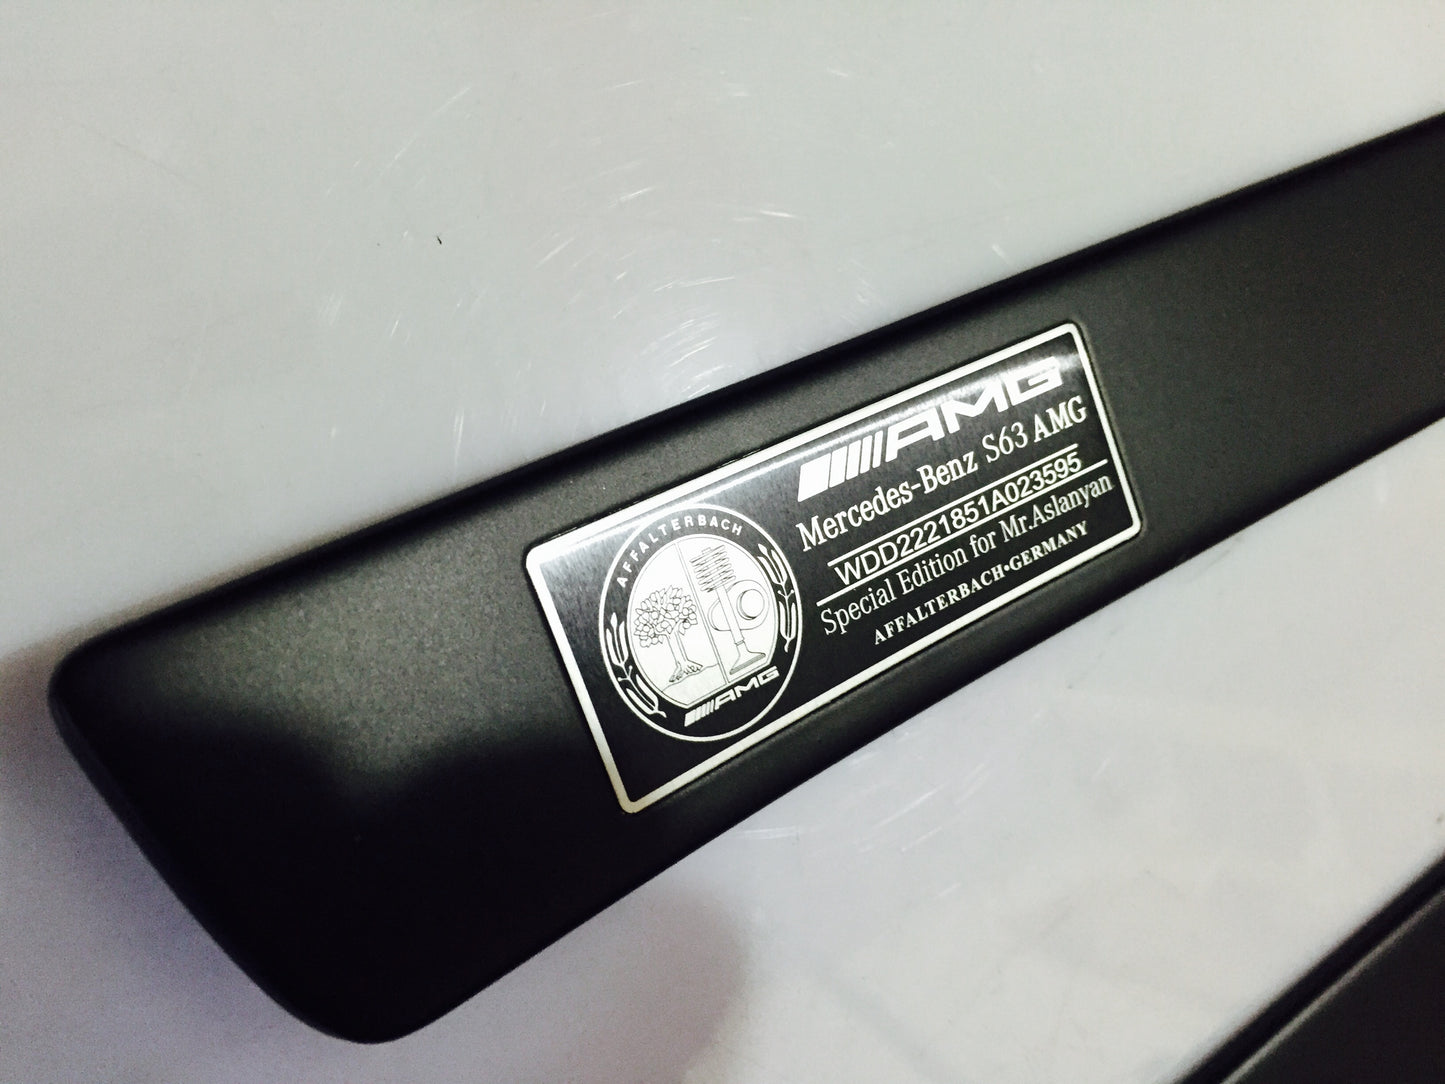 AMG
Mercedes-Benz S63 AMG
WDD2221851A023595
Special Edition for Mr.Aslanyan
AFFALTERBACH•GERMANY
AFFALTERBACH
AMG